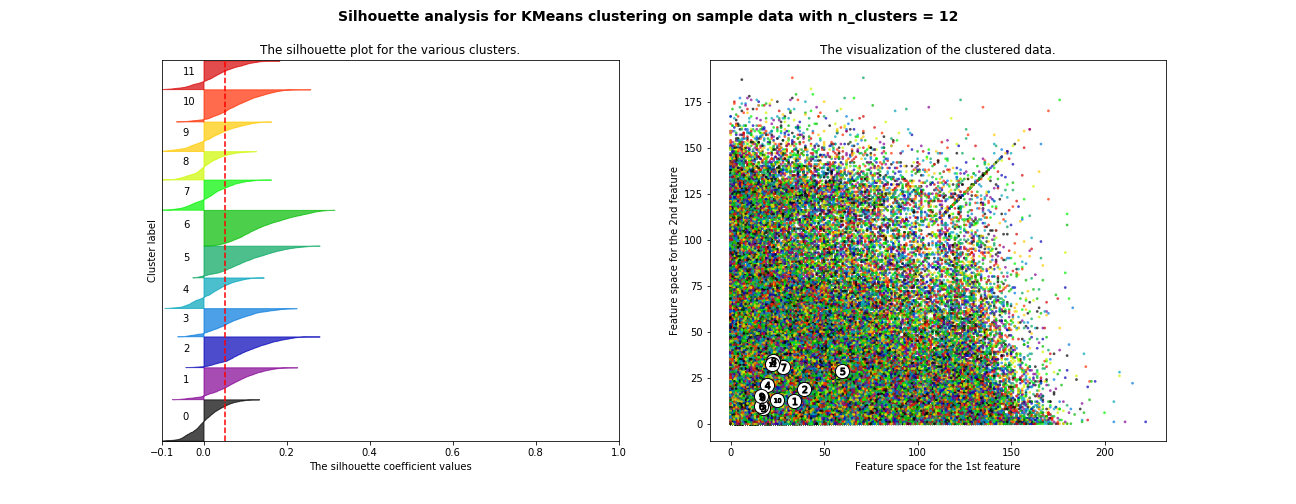 Silhouette analysis for KMeans clustering on sample data with n_clusters = 12
The silhouette plot for the various clusters.
Cluster label
11
10
9
8
7
6
5
4
3
2
1
0
−0.1 0.0 0.2 0.4 0.6 0.8 1.0
The silhouette coefficient values
The visualization of the clustered data.
Feature space for the 2nd feature
175
150
125
100
75
50
25
0
7
5
4
2
10
1
0 50 100 150 200
Feature space for the 1st feature